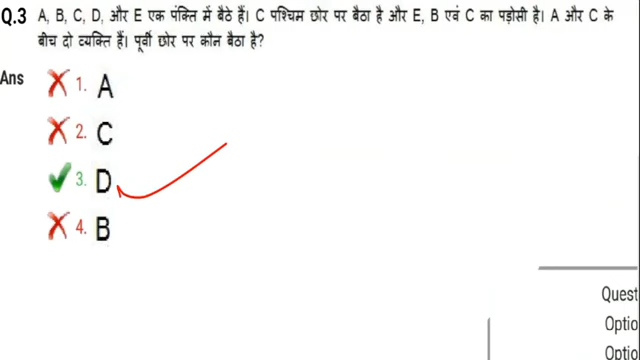 Q.3 A, B, C, D, और E एक पंक्ति में बैठे हैं। C पश्चिम छोर पर बैठा है और E, B एवं C का पड़ोसी है। A और C के
बीच दो व्यक्ति हैं। पूर्वी छोर पर कौन बैठा है?
Ans 1. A
2. C
3. D
4. B
Quest
Optio
Optio